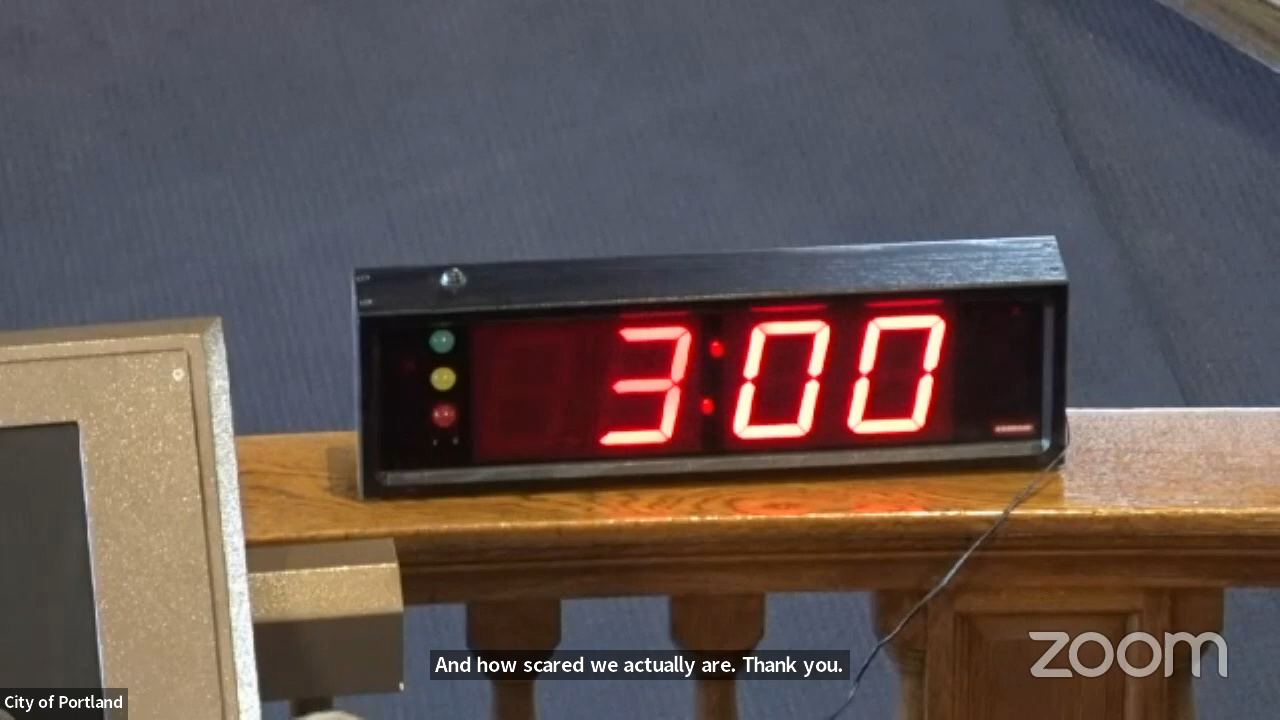 3:00
And how scared we actually are. Thank you.
zoom
City of Portland